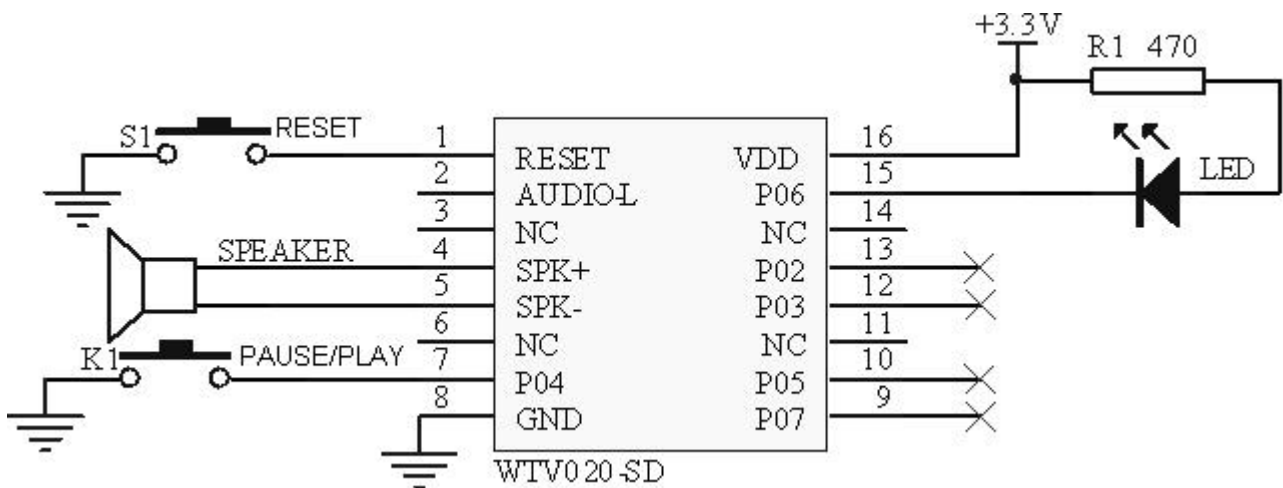 +3.3V
R1 470
S1 RESET
1 RESET VDD 16
2 AUDIO-L P06 15 LED
3 NC NC 14
SPEAKER 4 SPK+ P02 13
5 SPK- P03 12
6 NC NC 11
K1 PAUSE/PLAY 7 P04 P05 10
8 GND P07 9
WTV020-SD